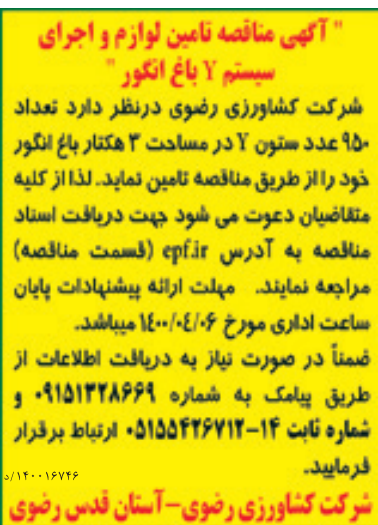 " آگهی مناقصه تامین لوازم و اجرای
سیستم Y باغ انگور "
شرکت کشاورزی رضوی درنظر دارد تعداد
۹۵۰ عدد ستون Y در مساحت ۳ هکتار باغ انگور
خود را از طریق مناقصه تامین نماید. لذا از کلیه
متقاضیان دعوت می شود جهت دریافت اسناد
مناقصه به آدرس epf.ir (قسمت مناقصه)
مراجعه نمایند. مهلت ارائه پیشنهادات پایان
ساعت اداری مورخ ۱۴۰۰/۰۴/۰۶ میباشد.
ضمناً در صورت نیاز به دریافت اطلاعات از
طریق پیامک به شماره ۰۹۱۵۱۳۲۸۶۶۹ و
شماره ثابت ۱۴-۰۵۱۵۵۴۲۶۷۱۲ ارتباط برقرار
فرمایید.
۱۴۰۰۱۶۷۴۶/د
شرکت کشاورزی رضوی-آستان قدس رضوی